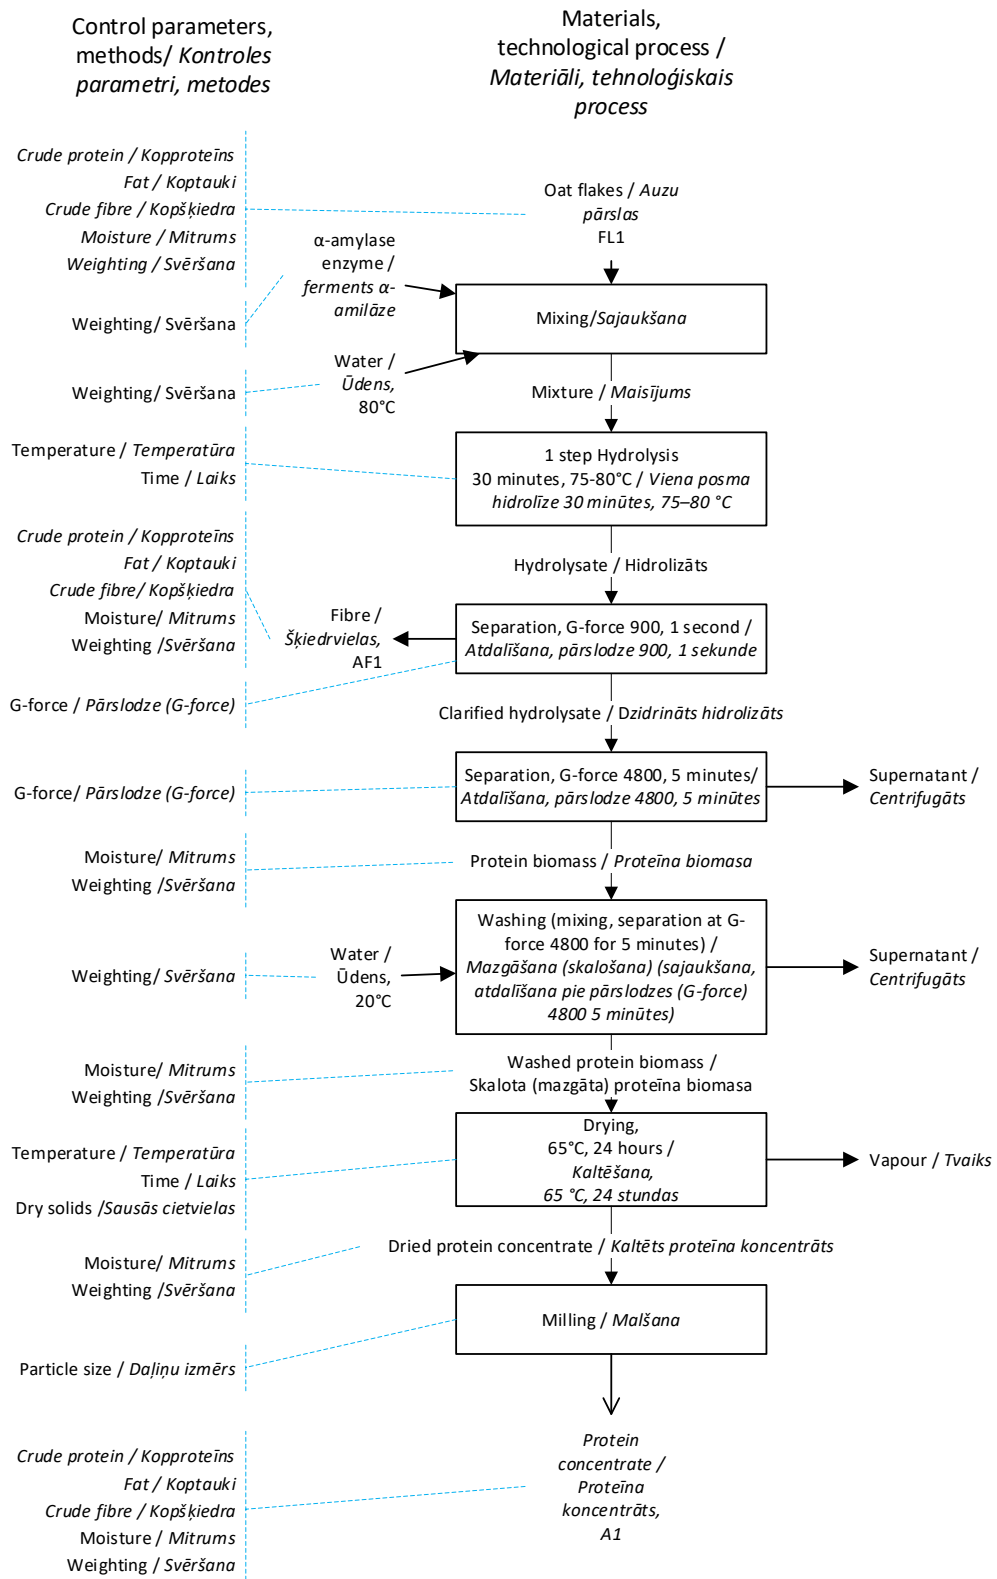 Control parameters,
methods/ Kontroles
parametri, metodes
Materials,
technological process /
Materiāli, tehnoloģiskais
process
Crude protein / Kopproteīns
Fat / Koptauki
Crude fibre / Kopšķiedra
Moisture / Mitrums
Weighting / Svēršana
Oat flakes / Auzu
pārslas
FL1
α-amylase
enzyme /
ferments α-
amilāze
Weighting/ Svēršana
Mixing/Sajaukšana
Water /
Ūdens,
80°C
Weighting/ Svēršana
Mixture / Maisījums
Temperature / Temperatūra
Time / Laiks
1 step Hydrolysis
30 minutes, 75-80°C / Viena posma
hidrolīze 30 minūtes, 75–80 °C
Crude protein / Kopproteīns
Fat / Koptauki
Crude fibre/ Kopšķiedra
Moisture/ Mitrums
Weighting /Svēršana
Hydrolysate / Hidrolizāts
Fibre /
Šķiedrvielas,
AF1
Separation, G-force 900, 1 second /
Atdalīšana, pārslodze 900, 1 sekunde
G-force / Pārslodze (G-force)
Clarified hydrolysate / Dzidrināts hidrolizāts
G-force/ Pārslodze (G-force)
Separation, G-force 4800, 5 minutes/
Atdalīšana, pārslodze 4800, 5 minūtes
Supernatant /
Centrifugāts
Moisture/ Mitrums
Weighting /Svēršana
Protein biomass / Proteīna biomasa
Weighting/ Svēršana
Water /
Ūdens,
20°C
Washing (mixing, separation at G-
force 4800 for 5 minutes) /
Mazgāšana (skalošana) (sajaukšana,
atdalīšana pie pārslodzes (G-force)
4800 5 minūtes)
Supernatant /
Centrifugāts
Moisture/ Mitrums
Weighting /Svēršana
Washed protein biomass /
Skalota (mazgāta) proteīna biomasa
Temperature / Temperatūra
Time / Laiks
Dry solids /Sausās cietvielas
Drying,
65°C, 24 hours /
Kaltēšana,
65 °C, 24 stundas
Vapour / Tvaiks
Moisture/ Mitrums
Weighting /Svēršana
Dried protein concentrate / Kaltēts proteīna koncentrāts
Milling / Malšana
Particle size / Daļiņu izmērs
Crude protein / Kopproteīns
Fat / Koptauki
Crude fibre / Kopšķiedra
Moisture / Mitrums
Weighting / Svēršana
Protein
concentrate /
Proteīna
koncentrāts,
A1